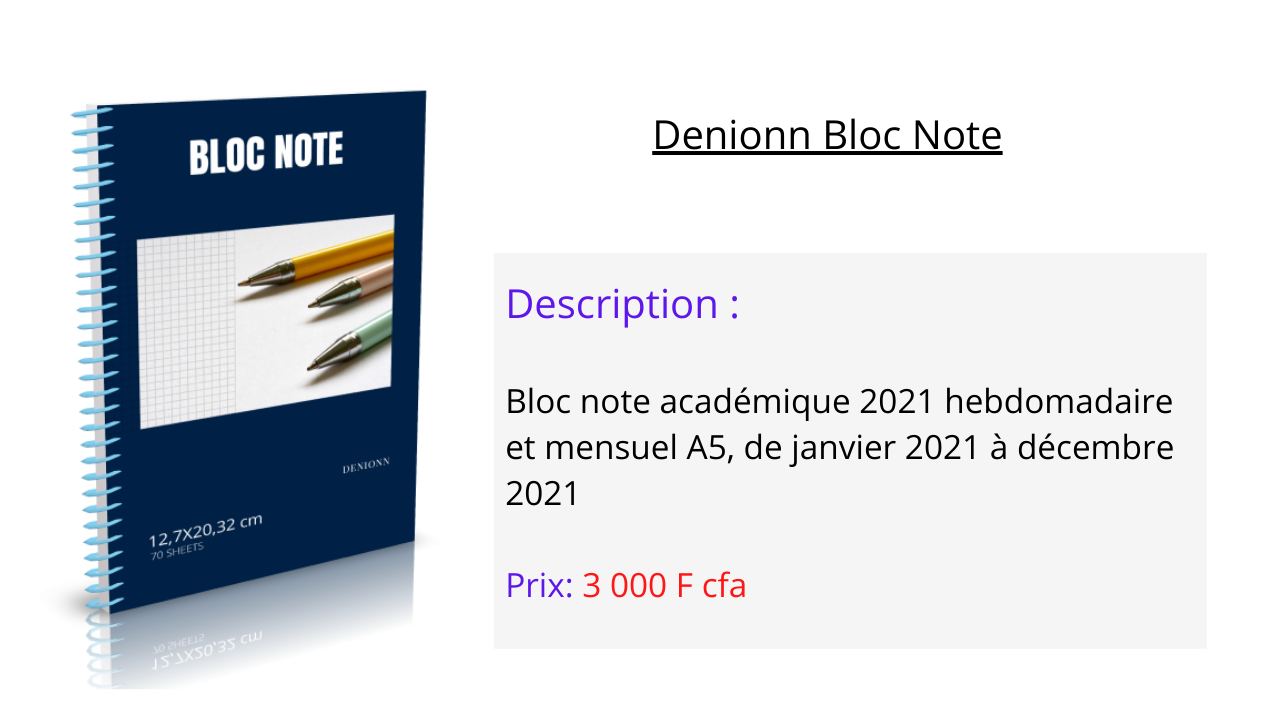 BLOC NOTE
DENIONN
12,7X20,32 cm
70 SHEETS
Denionn Bloc Note
Description :
Bloc note académique 2021 hebdomadaire
et mensuel A5, de janvier 2021 à décembre
2021
Prix: 3 000 F cfa